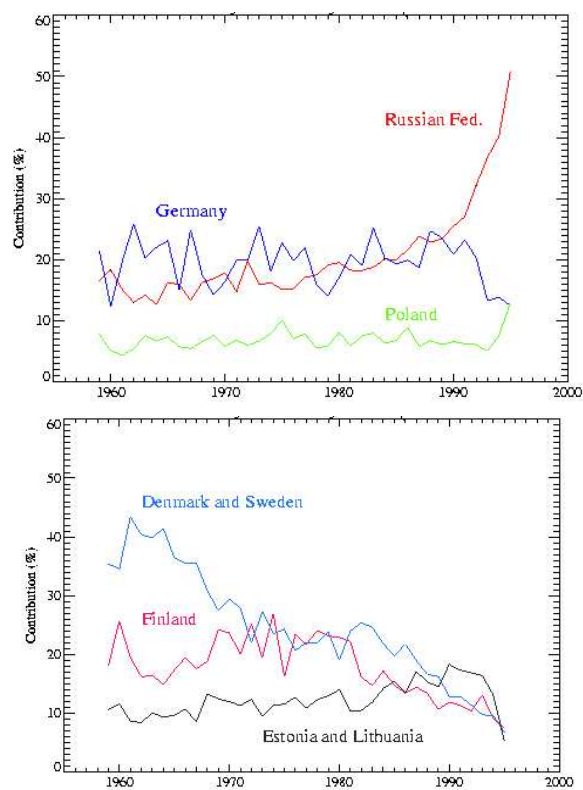 60
50
40
30
20
10
0
Contribution (%)
Russian Fed.
Germany
Poland
1960 1970 1980 1990 2000
60
50
40
30
20
10
0
Contribution (%)
Denmark and Sweden
Finland
Estonia and Lithuania
1960 1970 1980 1990 2000